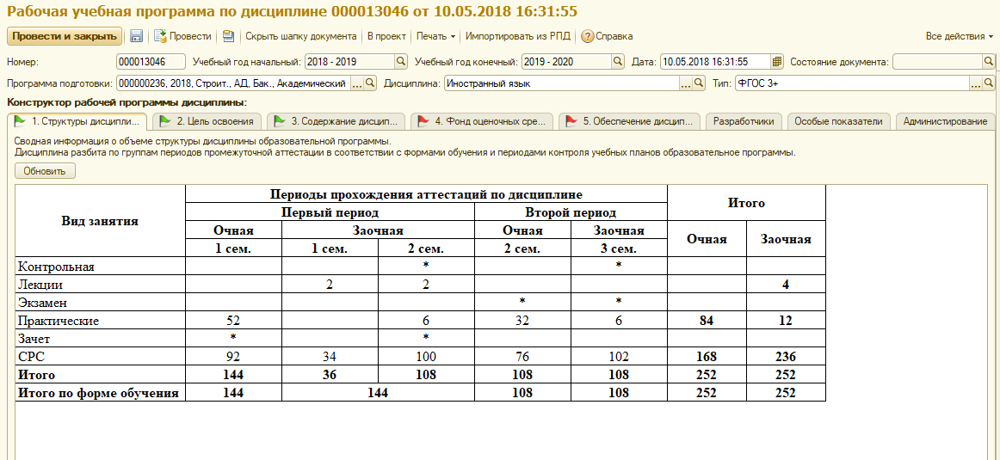 Рабочая учебная программа по дисциплине 000013046 от 10.05.2018 16:31:55
Провести и закрыть Провести Скрыть шапку документа В проект Печать Импортировать из РПД Справка Все действия
Номер: 000013046 Учебный год начальный: 2018 - 2019 Учебный год конечный: 2019 - 2020 Дата: 10.05.2018 16:31:55 Состояние документа:
Программа подготовки: 000000236, 2018, Строит., АД, Бак., Академический ... Дисциплина: Иностранный язык ... Тип: ФГОС 3+ ...
Конструктор рабочей программы дисциплины:
1. Структуры дисципли... 2. Цель освоения 3. Содержание дисцип... 4. Фонд оценочных сре... 5. Обеспечение дисцип... Разработчики Особые показатели Администрирование
Сводная информация о объеме структуры дисциплины образовательной программы.
Дисциплина разбита по группам периодов промежуточной аттестации в соответствии с формами обучения и периодами контроля учебных планов образовательное программы.
Обновить
Вид занятия Периоды прохождения аттестаций по дисциплине Итого
Первый период Второй период
Очная Заочная Очная Заочная Очная Заочная
1 сем. 1 сем. 2 сем. 2 сем. 3 сем.
Контрольная * *
Лекции 2 2 4
Экзамен * *
Практические 52 6 32 6 84 12
Зачет * *
СРС 92 34 100 76 102 168 236
Итого 144 36 108 108 108 252 252
Итого по форме обучения 144 144 108 108 252 252